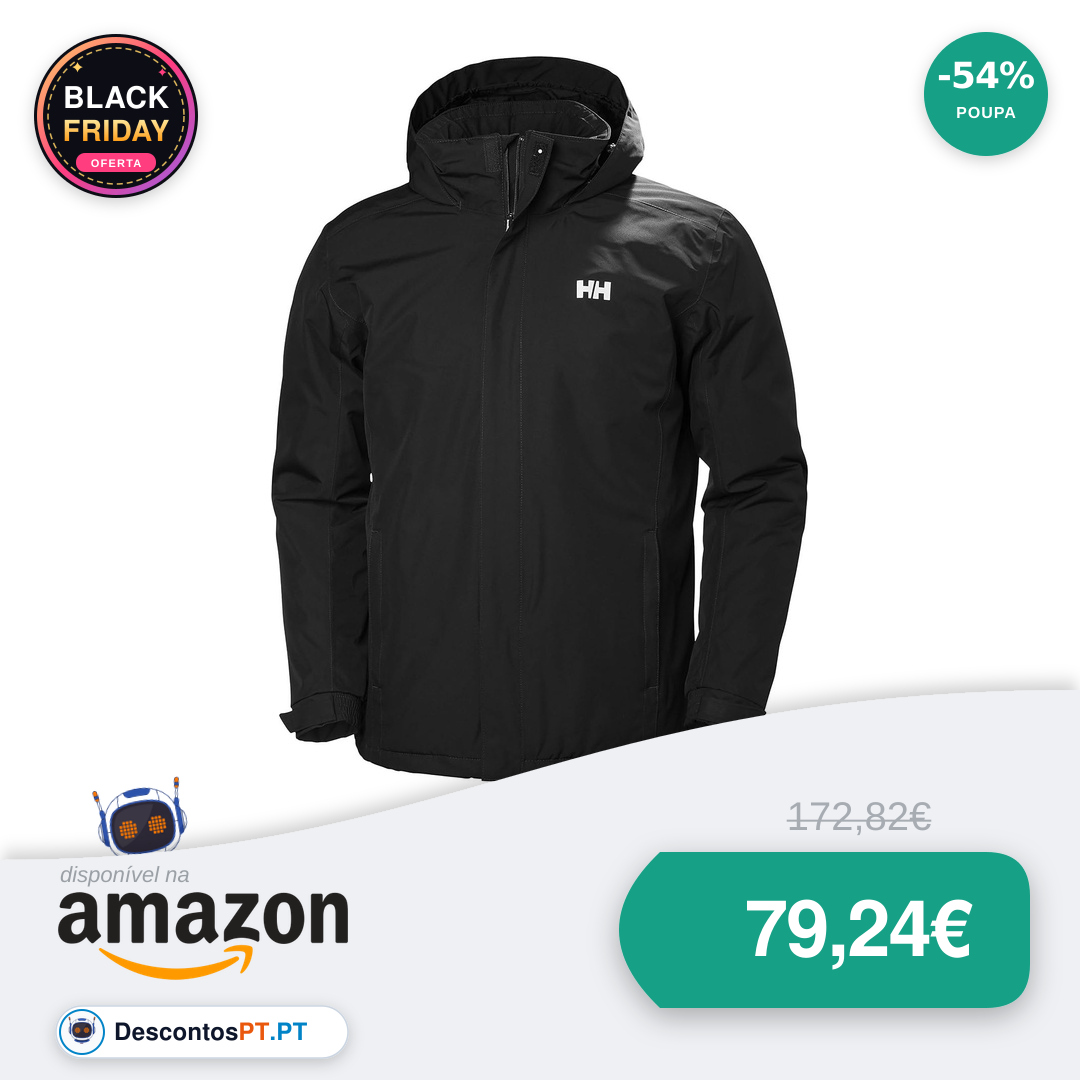 BLACK
FRIDAY
OFERTA
-54%
POUPA
HH
172,82€
79,24€
disponível na
amazon
DescontosPT.PT